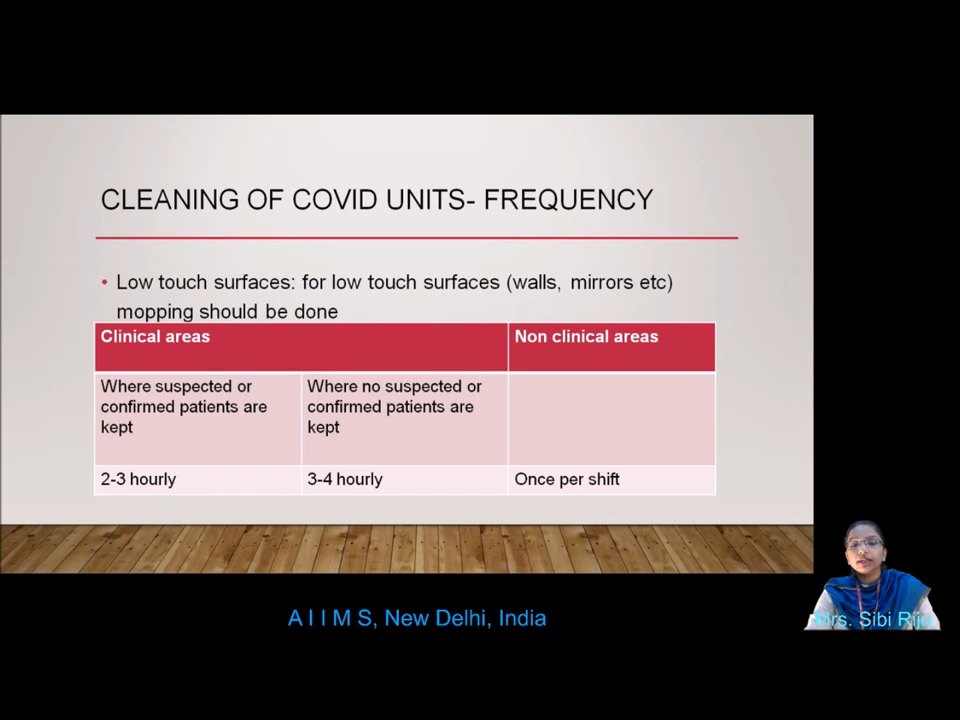 CLEANING OF COVID UNITS- FREQUENCY
• Low touch surfaces: for low touch surfaces (walls, mirrors etc)
mopping should be done
Clinical areas
Non clinical areas
Where suspected or
confirmed patients are
kept
Where no suspected or
confirmed patients are
kept
2-3 hourly
3-4 hourly
Once per shift
A I I M S, New Delhi, India
Mrs. Sibi Riju